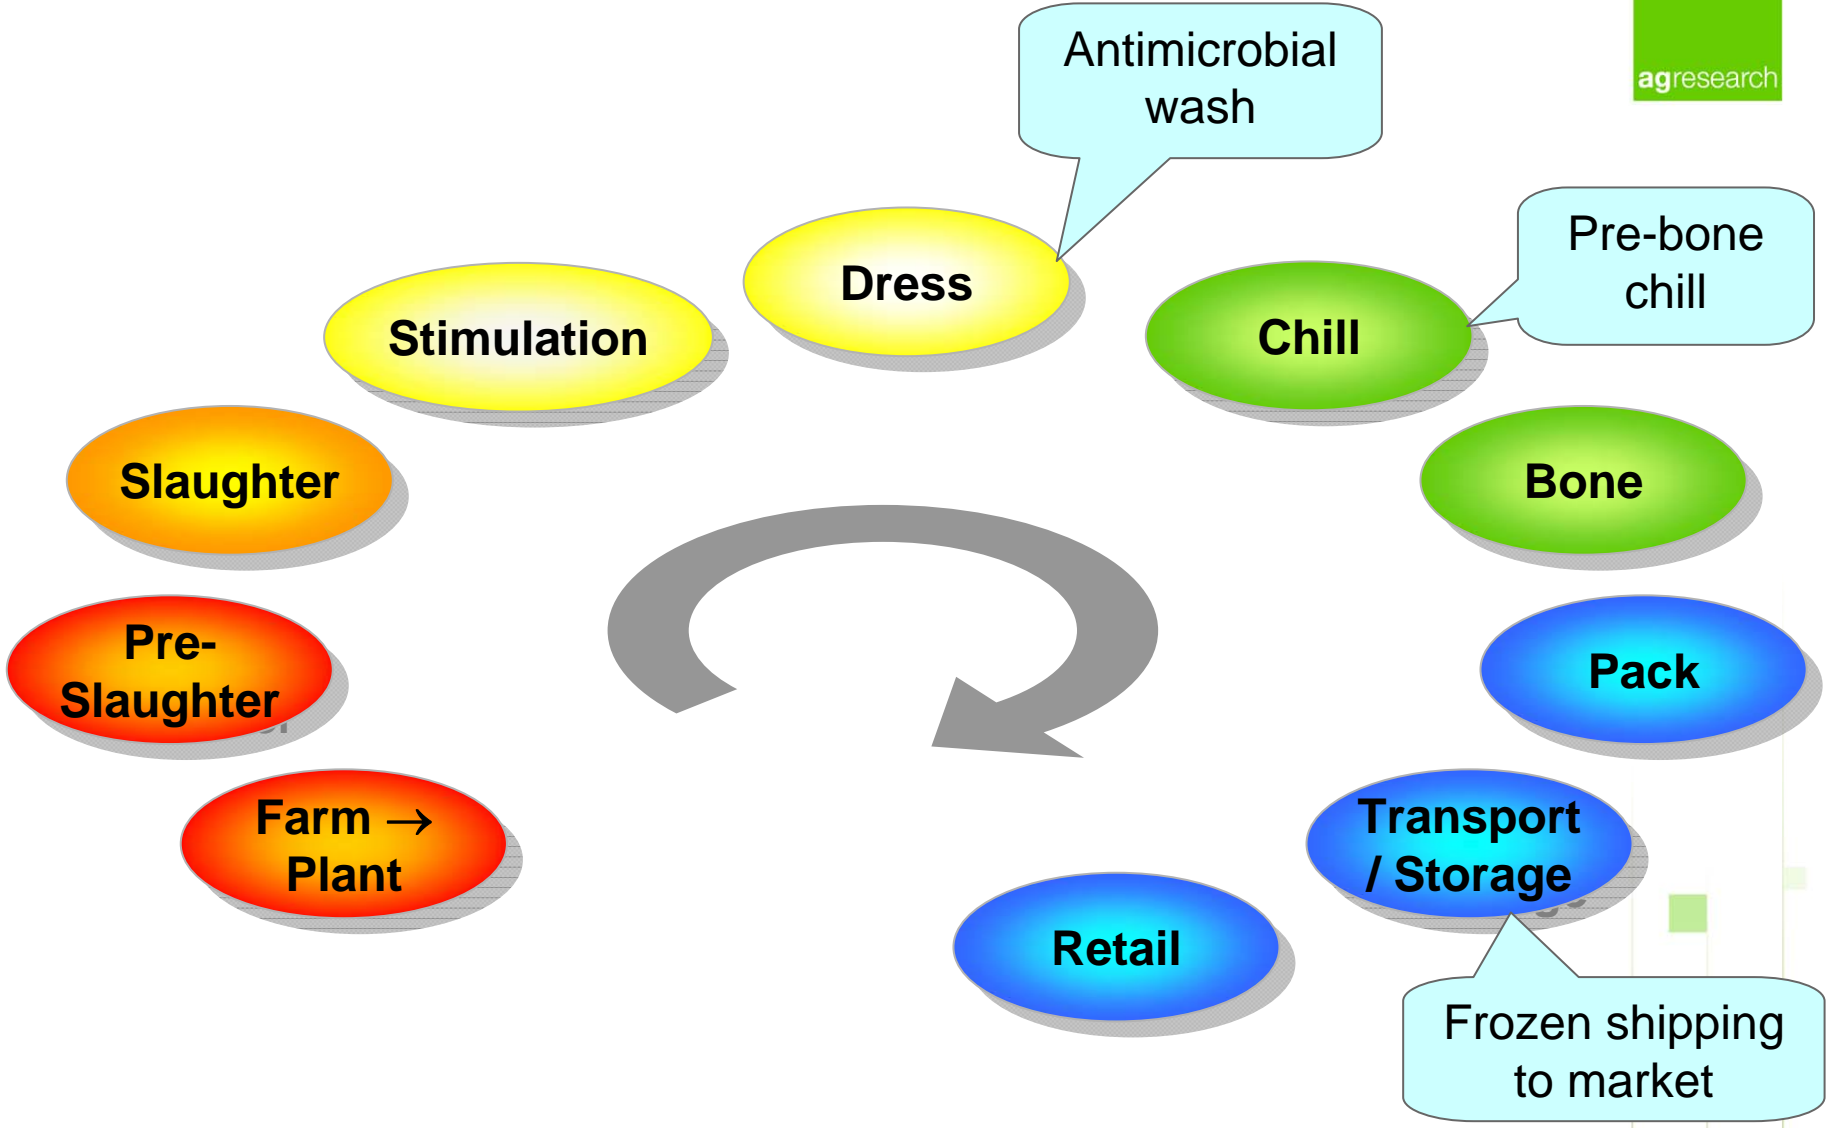 Antimicrobial
wash
agresearch
Pre-bone
chill
Dress
Stimulation
Chill
Slaughter
Bone
Pre-
Slaughter
Pack
Farm →
Plant
Transport
/ Storage
Retail
Frozen shipping
to market